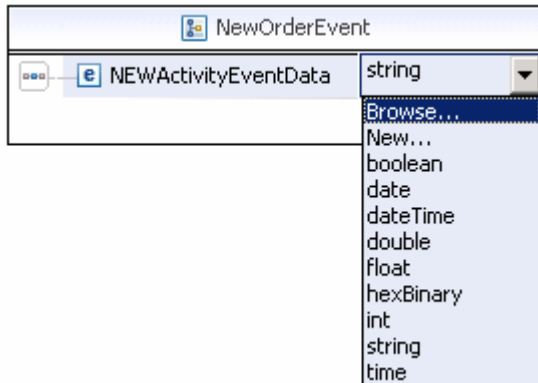 NewOrderEvent
e NEWActivityEventData string
Browse...
New...
boolean
date
dateTime
double
float
hexBinary
int
string
time